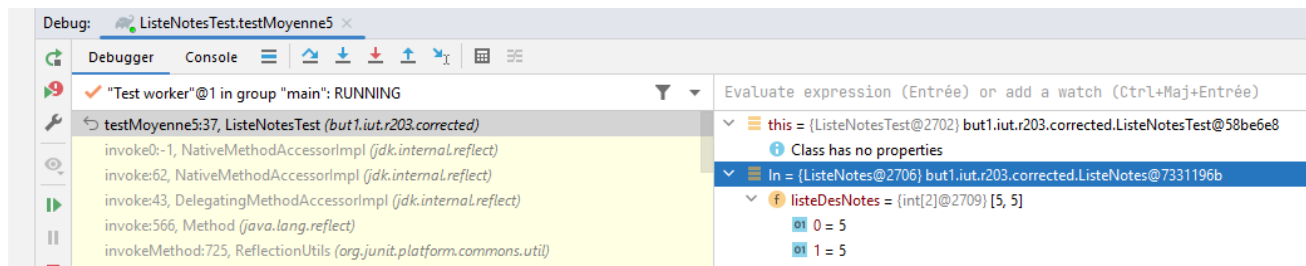 Debug: ListeNotesTest.testMoyenne5 ×
Debugger Console
9
"Test worker"@1 in group "main": RUNNING
testMoyenne5:37, ListeNotesTest (but1.iut.r203.corrected)
invoke0:-1, NativeMethodAccessorImpl (jdk.internal.reflect)
invoke:62, NativeMethodAccessorImpl (jdk.internal.reflect)
invoke:43, DelegatingMethodAccessorImpl (jdk.internal.reflect)
invoke:566, Method (java.lang.reflect)
invokeMethod:725, ReflectionUtils (org.junit.platform.commons.util)
Evaluate expression (Entrée) or add a watch (Ctrl+Maj+Entrée)
this = {ListeNotesTest@2702} but1.iut.r203.corrected.ListeNotesTest@58be6e8
Class has no properties
ln = {ListeNotes@2706} but1.iut.r203.corrected.ListeNotes@7331196b
f listeDesNotes = {int[2]@2709} [5, 5]
01 0 = 5
01 1 = 5